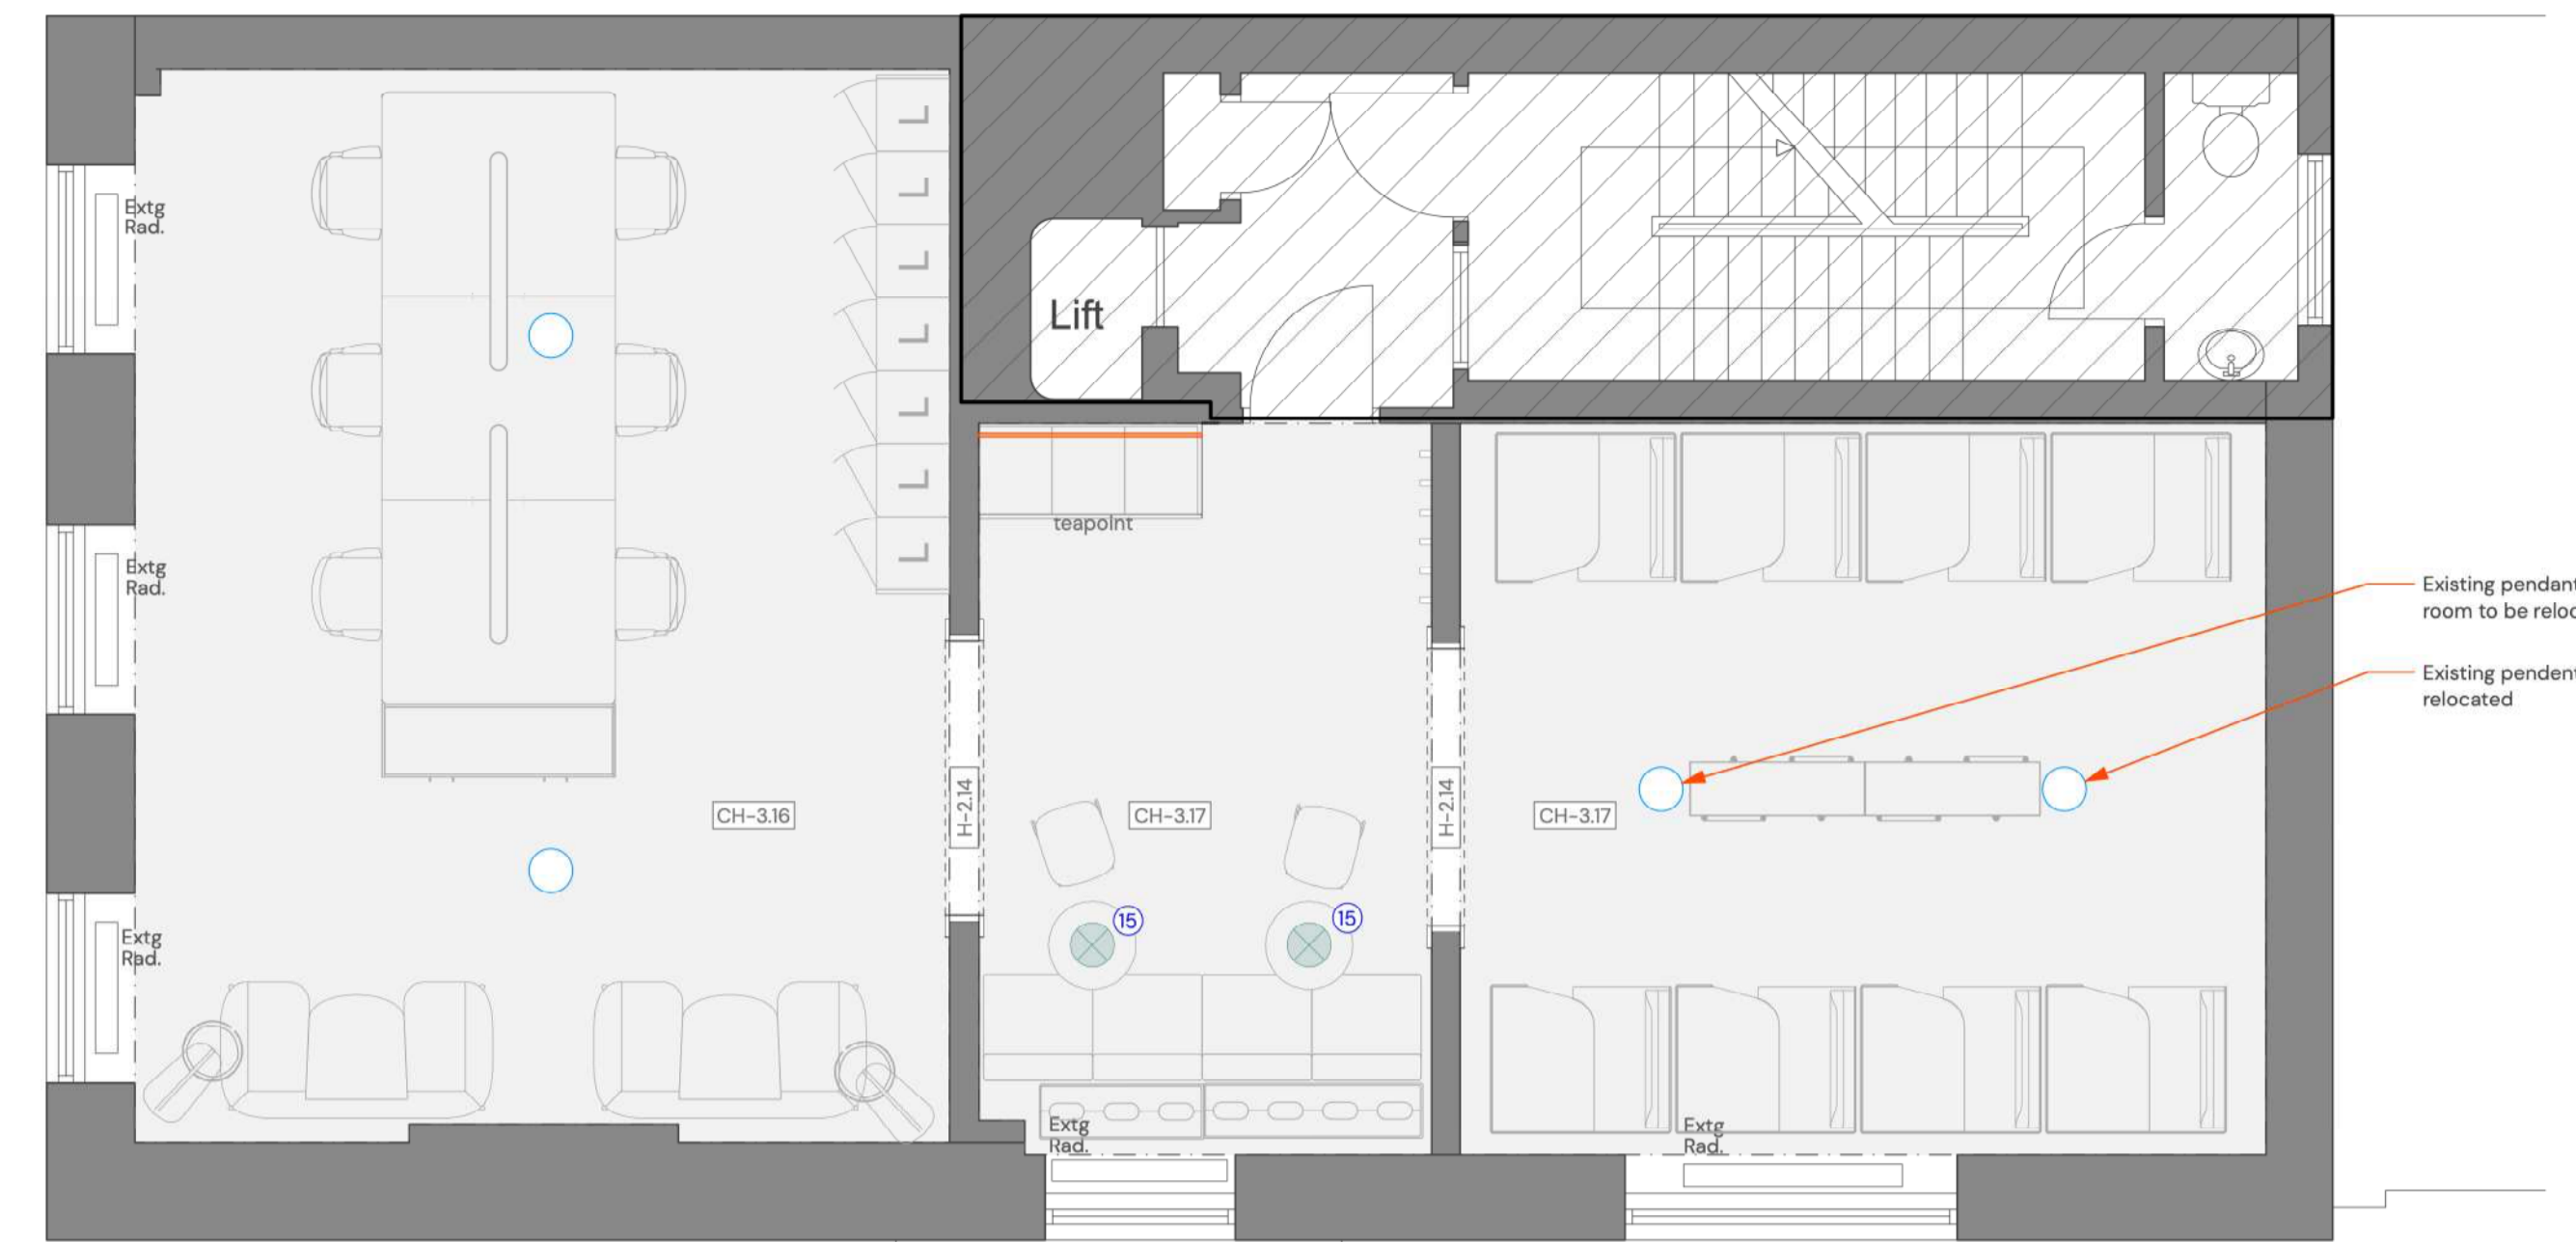 Extg
Rad.
Lift
teapoint
Extg
Rad.
Existing pendant
room to be reloc
Existing pendent
relocated
CH-3.16
H-2.14
CH-3.17
H-2.14
CH-3.17
15
15
Extg
Rad.
Extg
Rad.
Extg
Rad.
L
L
L
L
L
L
L